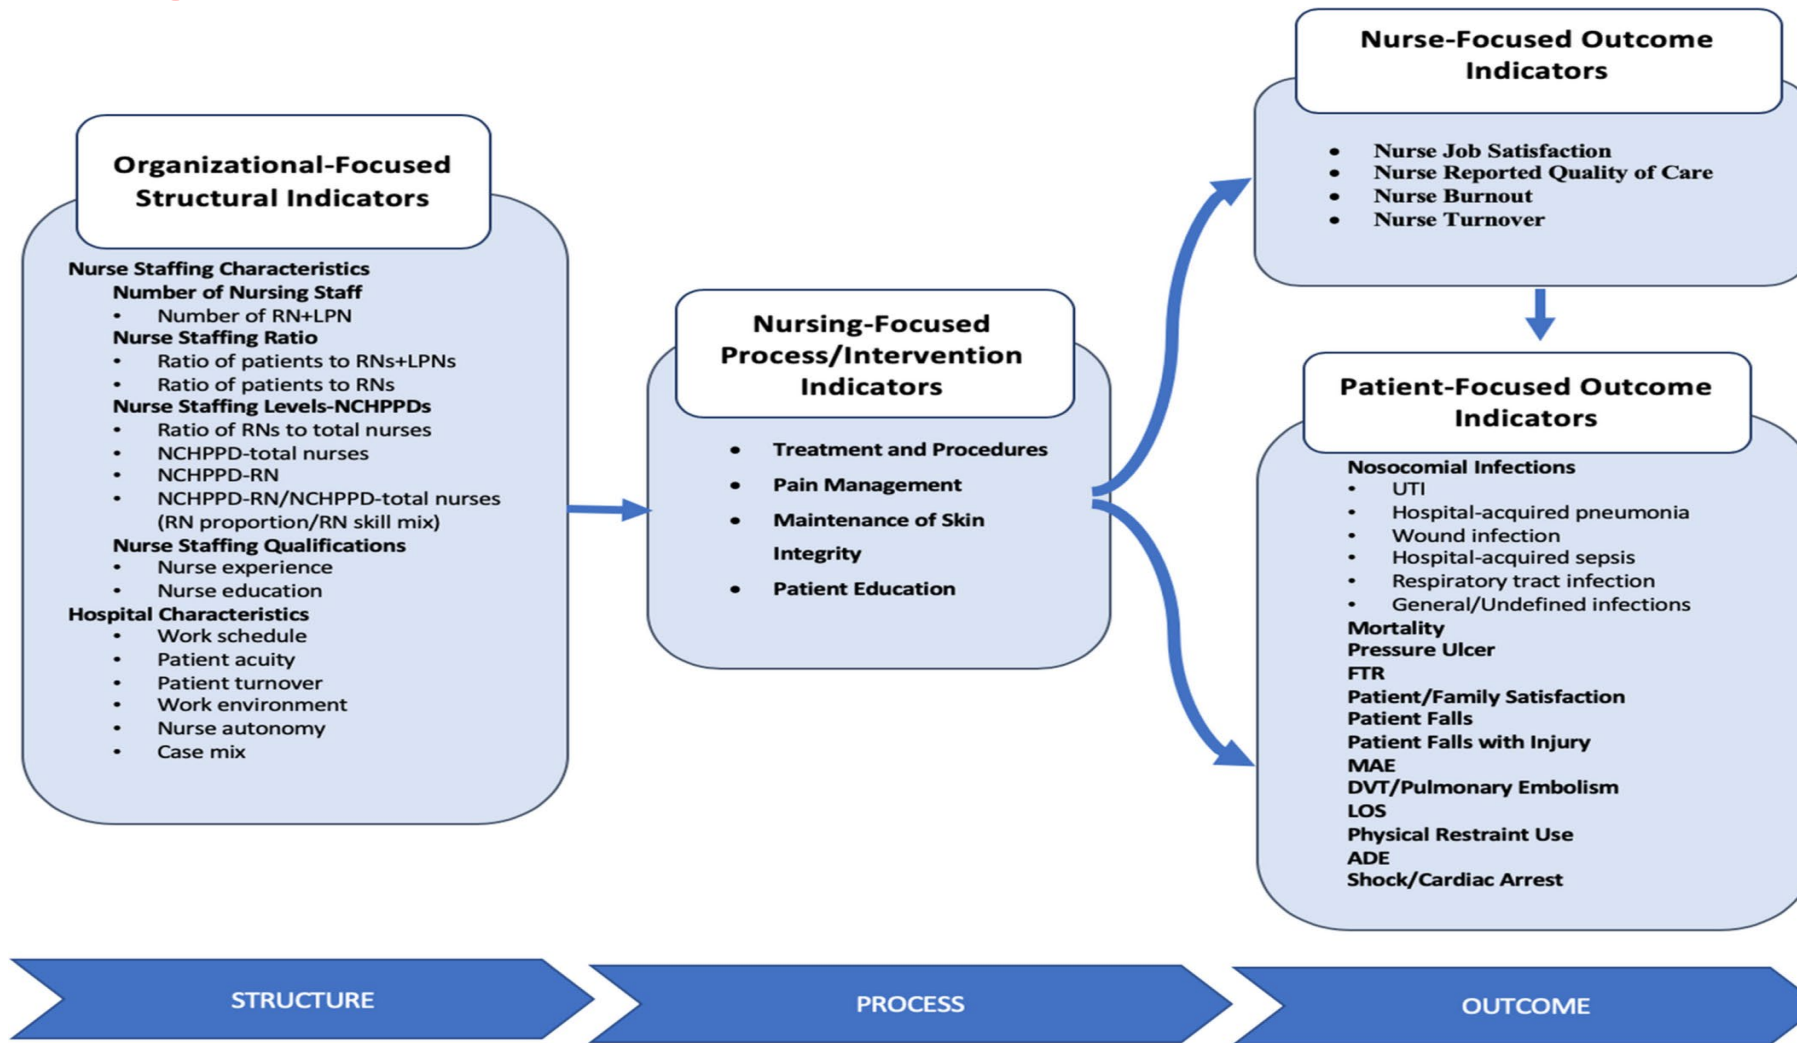 Organizational-Focused
Structural Indicators
Nurse Staffing Characteristics
Number of Nursing Staff
• Number of RN+LPN
Nurse Staffing Ratio
• Ratio of patients to RNs+LPNs
• Ratio of patients to RNs
Nurse Staffing Levels-NCHPPDs
• Ratio of RNs to total nurses
• NCHPPD-total nurses
• NCHPPD-RN
• NCHPPD-RN/NCHPPD-total nurses
(RN proportion/RN skill mix)
Nurse Staffing Qualifications
• Nurse experience
• Nurse education
Hospital Characteristics
• Work schedule
• Patient acuity
• Patient turnover
• Work environment
• Nurse autonomy
• Case mix
Nursing-Focused
Process/Intervention
Indicators
• Treatment and Procedures
• Pain Management
• Maintenance of Skin
Integrity
• Patient Education
Nurse-Focused Outcome
Indicators
• Nurse Job Satisfaction
• Nurse Reported Quality of Care
• Nurse Burnout
• Nurse Turnover
Patient-Focused Outcome
Indicators
Nosocomial Infections
• UTI
• Hospital-acquired pneumonia
• Wound infection
• Hospital-acquired sepsis
• Respiratory tract infection
• General/Undefined infections
Mortality
Pressure Ulcer
FTR
Patient/Family Satisfaction
Patient Falls
Patient Falls with Injury
MAE
DVT/Pulmonary Embolism
LOS
Physical Restraint Use
ADE
Shock/Cardiac Arrest
STRUCTURE
PROCESS
OUTCOME